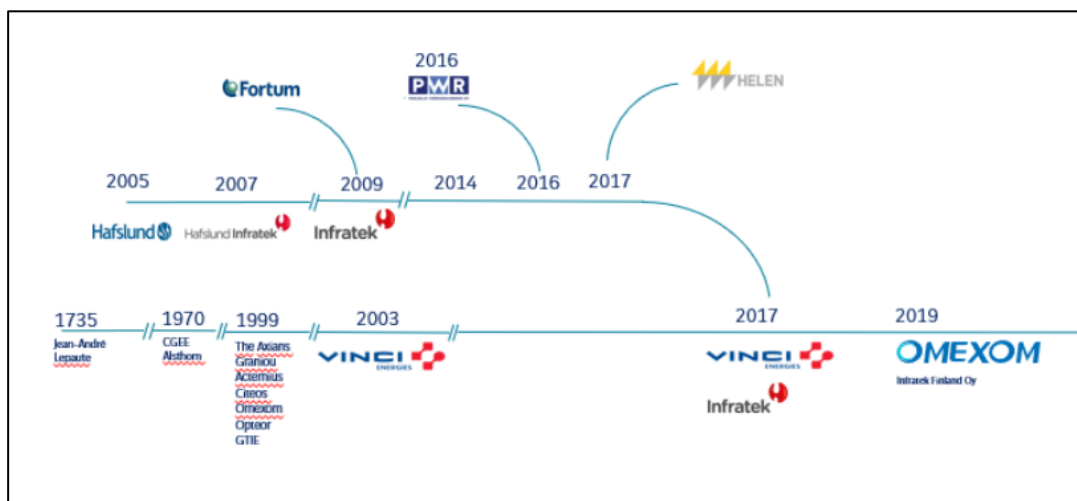 2016
PWR
HELEN
Fortum
2005
2007
2009
2014
2016
2017
Hafslund
Hafslund Infratek
Infratek
1735
1970
1999
2003
2017
2019
Jean-André
Lepaute
CGEE
Alsthom
The Axians
Graniou
Actemius
Citeos
Omexom
Opteor
GTIE
VINCI
ENERGIES
VINCI
ENERGIES
Infratek
OMEXOM
Infratek Finland Oy